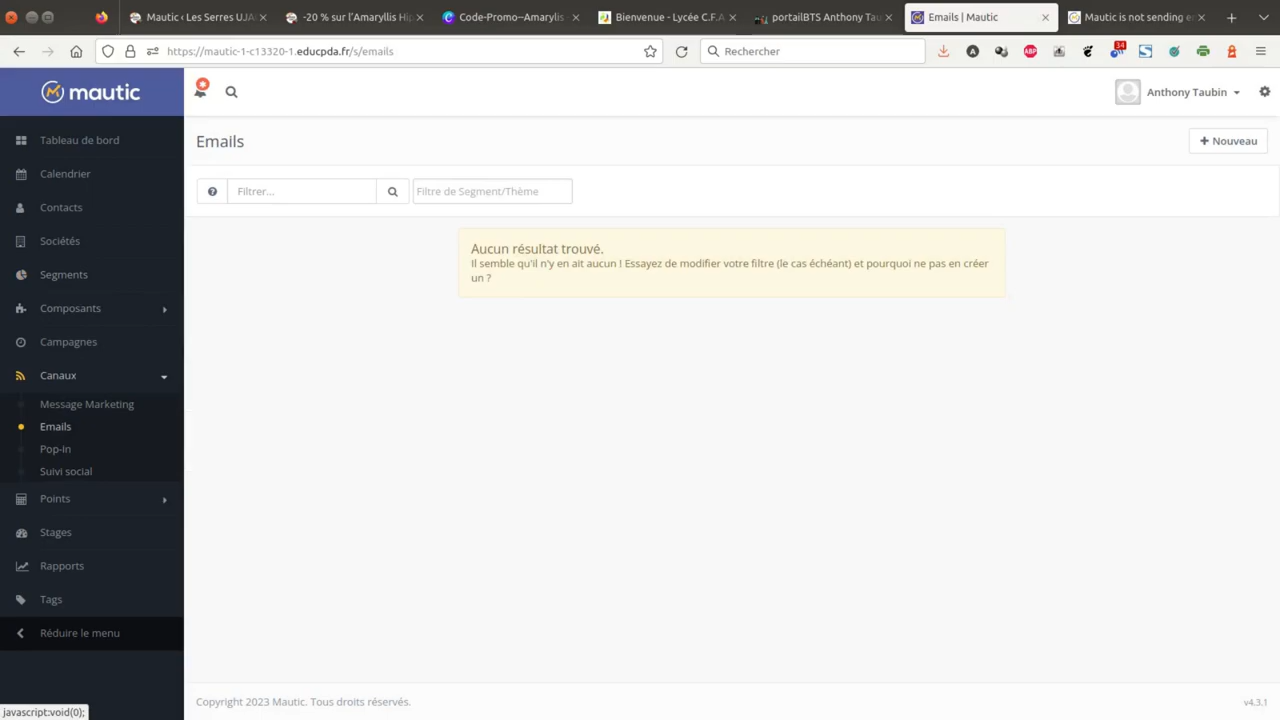 Mautic ‹ Les Serres UJA
-20 % sur l'Amaryllis Hi
Code-Promo--Amarylis
Bienvenue - Lycée C.F.A
portailBTS Anthony Tau
Emails | Mautic
Mautic is not sending e
https://mautic-1-c13320-1.educpda.fr/s/emails
Rechercher
ABP
34
mautic
Anthony Taubin
Tableau de bord
Emails
Nouveau
Calendrier
Filtrer...
Filtre de Segment/Thème
Contacts
Sociétés
Aucun résultat trouvé.
Il semble qu'il n'y en ait aucun ! Essayez de modifier votre filtre (le cas échéant) et pourquoi ne pas en créer
un ?
Segments
Composants
Campagnes
Canaux
Message Marketing
Emails
Pop-In
Suivi social
Points
Stages
Rapports
Tags
Réduire le menu
Copyright 2023 Mautic. Tous droits réservés.
v4.3.1
javascript:void(0);